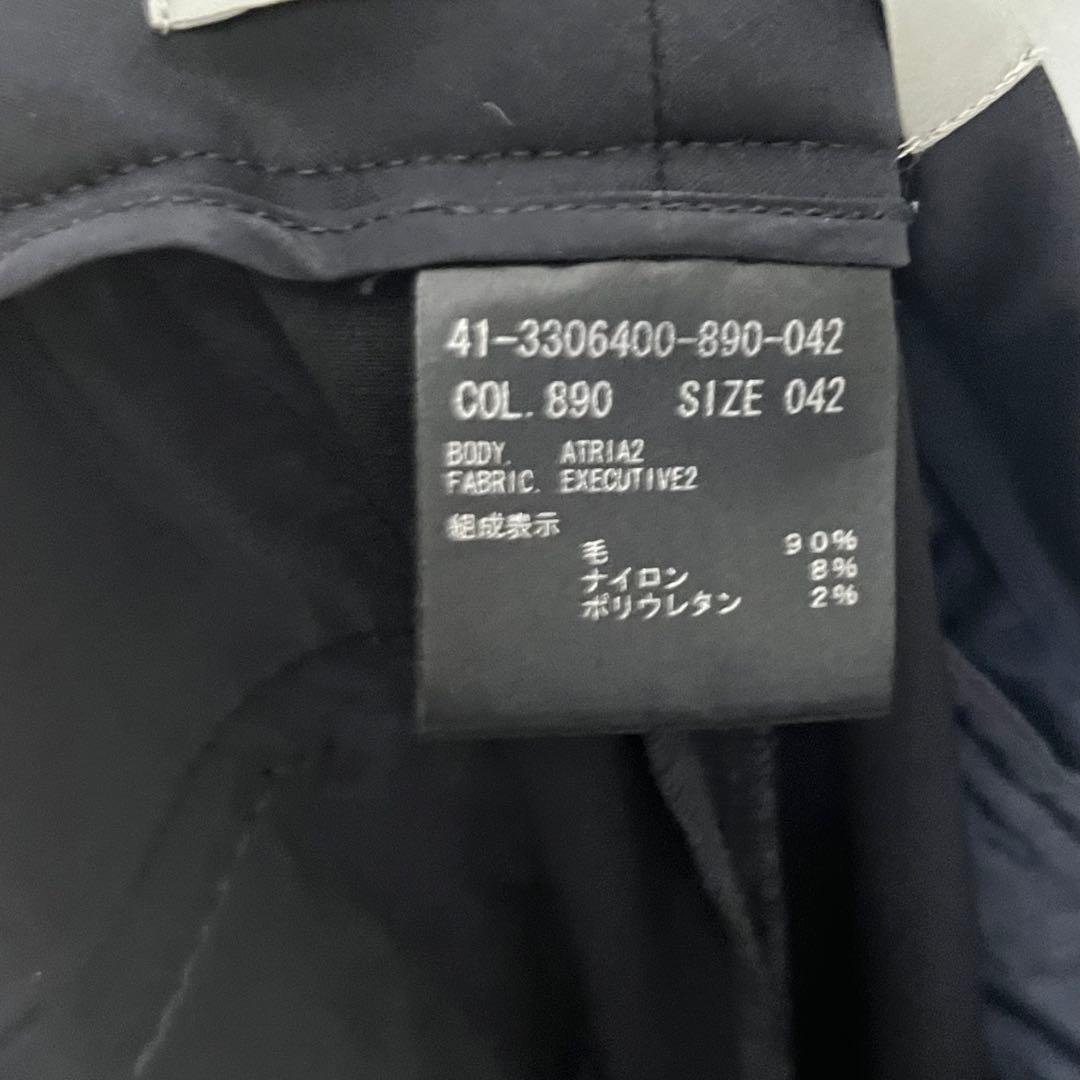 41-3306400-890-042
COL. 890 SIZE 042
BODY. ATRIA2
FABRIC. EXECUTIVE2
組成表示
毛 90%
ナイロン 8%
ポリウレタン 2%